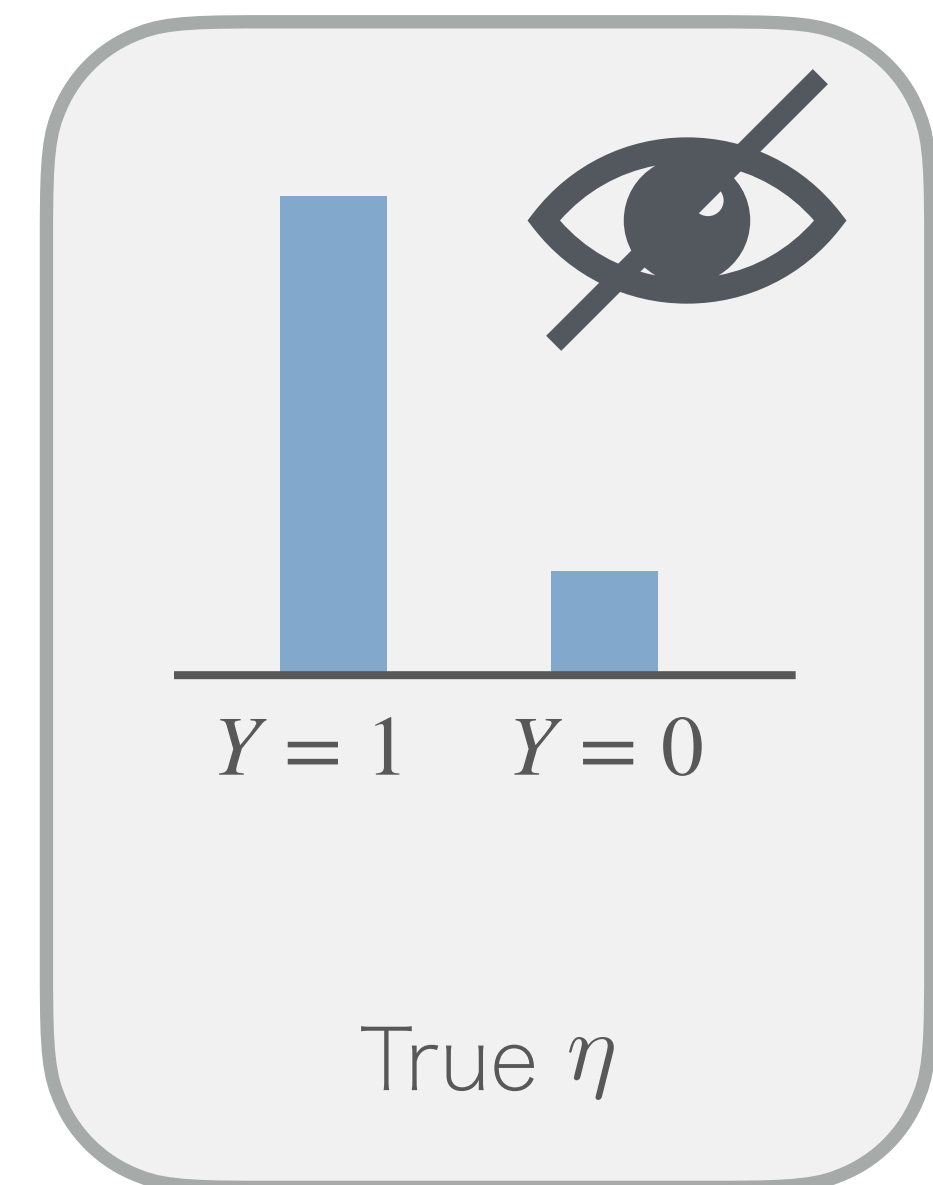 Y = 1 Y = 0
True η